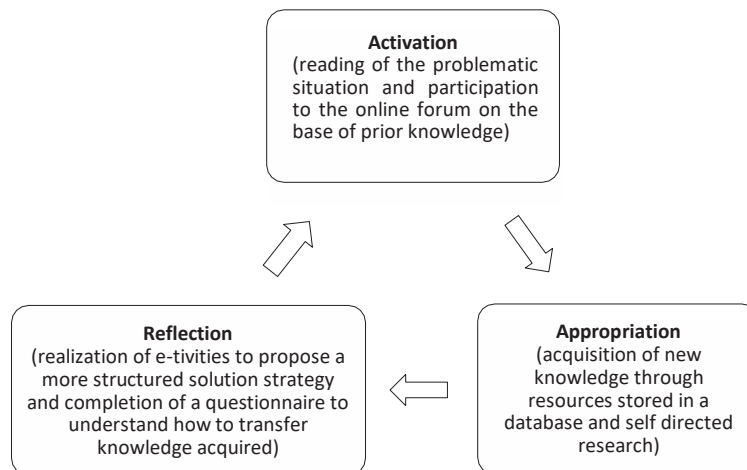 Activation
(reading of the problematic
situation and participation
to the online forum on the
base of prior knowledge)
Reflection
(realization of e-tivities to propose a
more structured solution strategy
and completion of a questionnaire to
understand how to transfer
knowledge acquired)
Appropriation
(acquisition of new
knowledge through
resources stored in a
database and self directed
research)